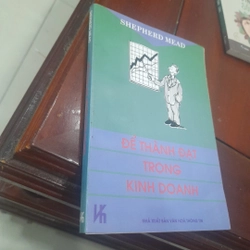 SHEPHERD MEAD
ĐỂ THÀNH ĐẠT
TRONG
KINH DOANH